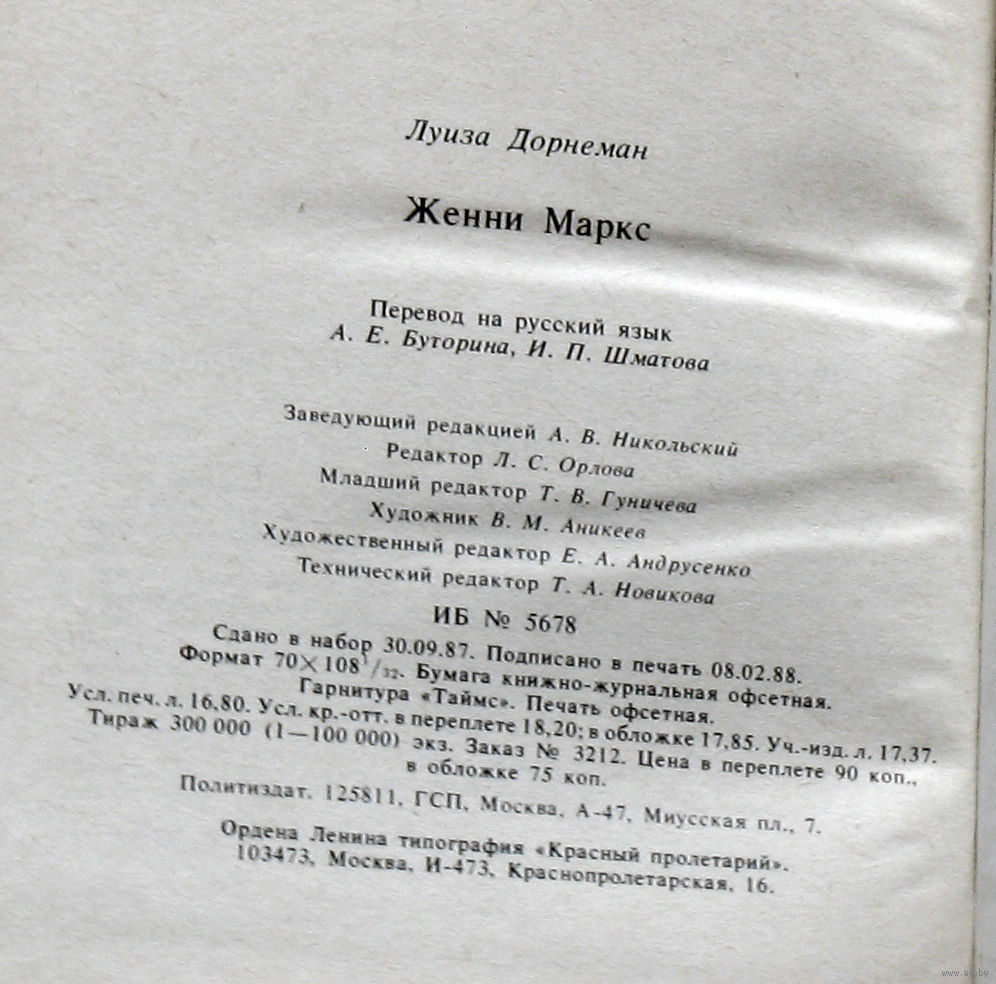 Луиза Дорнеман
Женни Маркс
Перевод на русский язык
А. Е. Буторина, И. П. Шматова
Заведующий редакцией А. В. Никольский
Редактор Л. С. Орлова
Младший редактор Т. В. Гуничева
Художник В. М. Аникеев
Художественный редактор Е. А. Андрусенко
Технический редактор Т. А. Новикова
ИБ № 5678
Сдано в набор 30.09.87. Подписано в печать 08.02.88.
Формат 70×108¹/₃₂. Бумага книжно-журнальная офсетная.
Гарнитура «Таймс». Печать офсетная.
Усл. печ. л. 16,80. Усл. кр.-отт. в переплете 18,20; в обложке 17,85. Уч.-изд. л. 17,37.
Тираж 300 000 (1—100 000) экз. Заказ № 3212. Цена в переплете 90 коп.,
в обложке 75 коп.
Политиздат. 125811, ГСП, Москва, А-47, Миусская пл., 7.
Ордена Ленина типография «Красный пролетарий».
103473, Москва, И-473, Краснопролетарская, 16.
www.ay.by